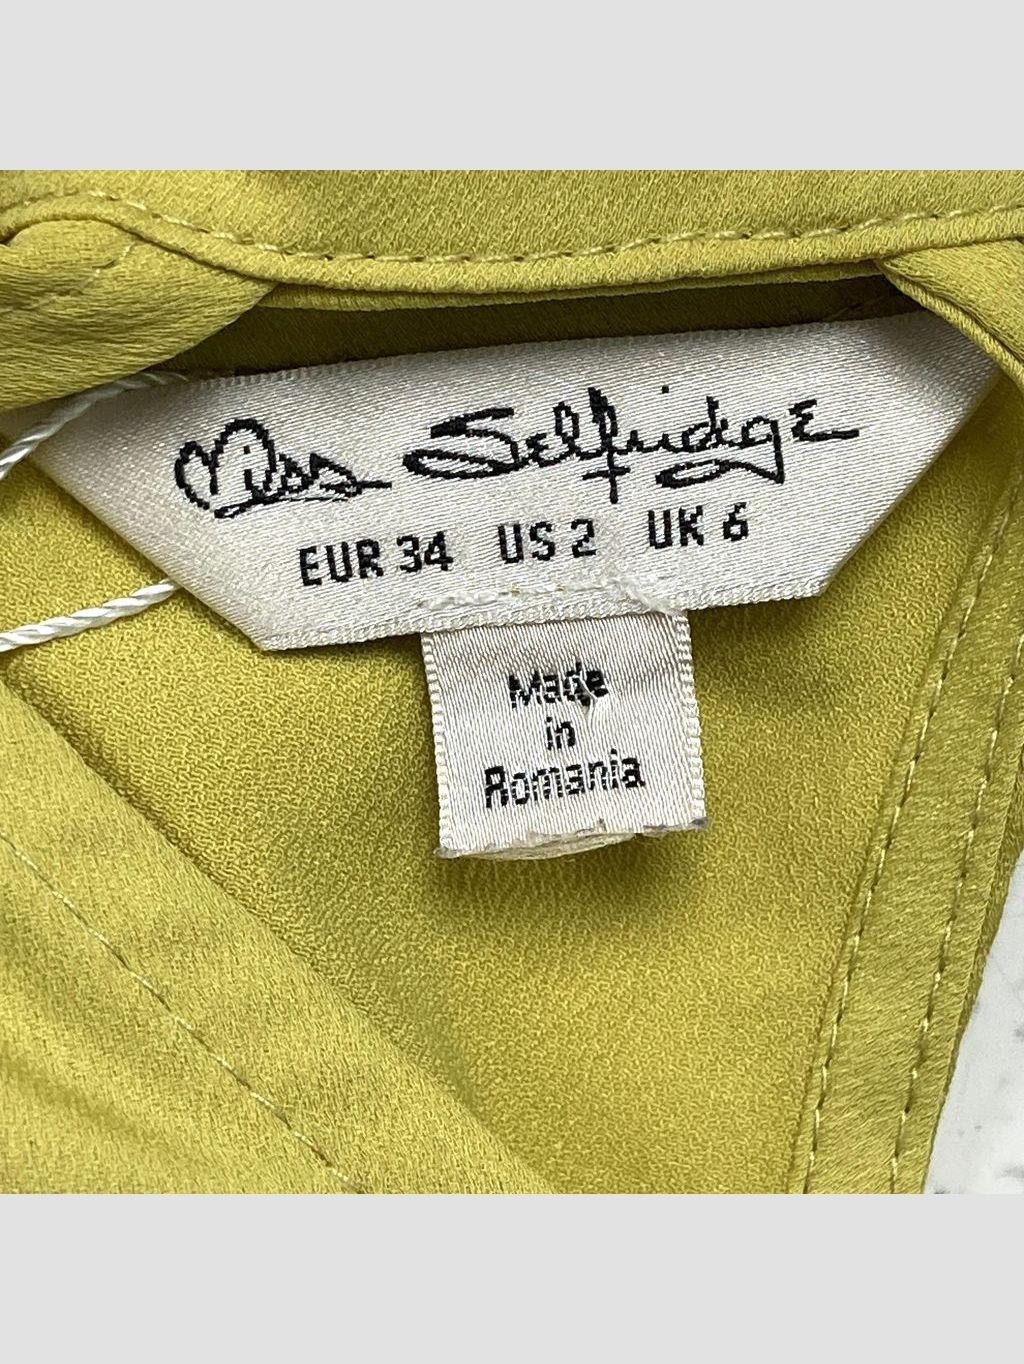 Miss Selfridge
EUR 34 US 2 UK 6
Made
in
Romania